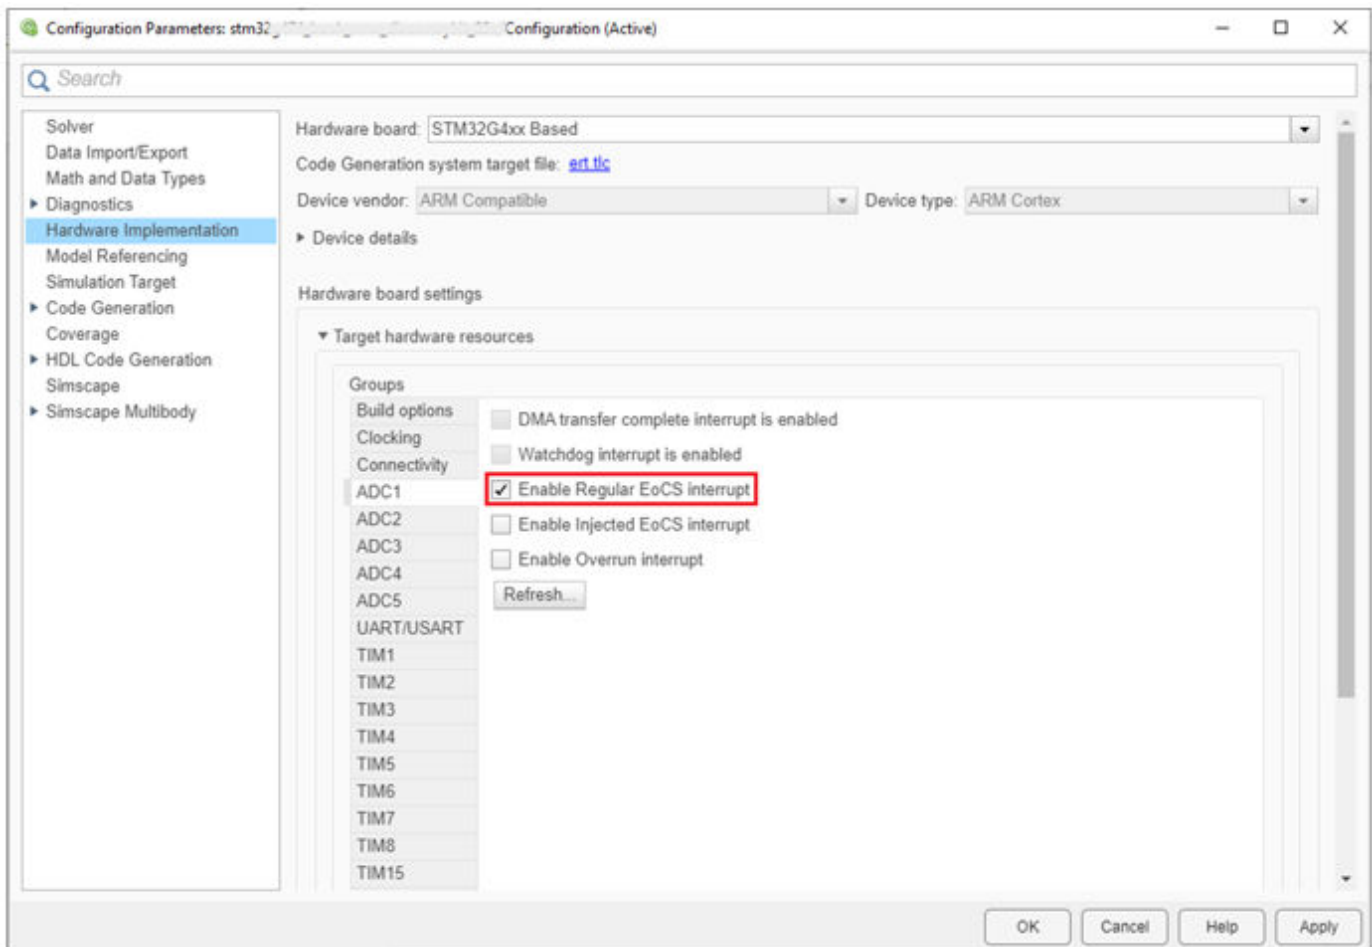 Configuration Parameters: Configuration (Active)
Search
Solver
Data Import/Export
Math and Data Types
Diagnostics
Hardware Implementation
Model Referencing
Simulation Target
Code Generation
Coverage
HDL Code Generation
Simscape
Simscape Multibody
Hardware board: STM32G4xx Based
Code Generation system target file: ert.tlc
Device vendor: ARM Compatible Device type: ARM Cortex
Device details
Hardware board settings
Target hardware resources
Groups
Build options
Clocking
Connectivity
ADC1
ADC2
ADC3
ADC4
ADC5
UART/USART
TIM1
TIM2
TIM3
TIM4
TIM5
TIM6
TIM7
TIM8
TIM15
DMA transfer complete interrupt is enabled
Watchdog interrupt is enabled
Enable Regular EoCS interrupt
Enable Injected EoCS interrupt
Enable Overrun interrupt
Refresh...
OK Cancel Help Apply